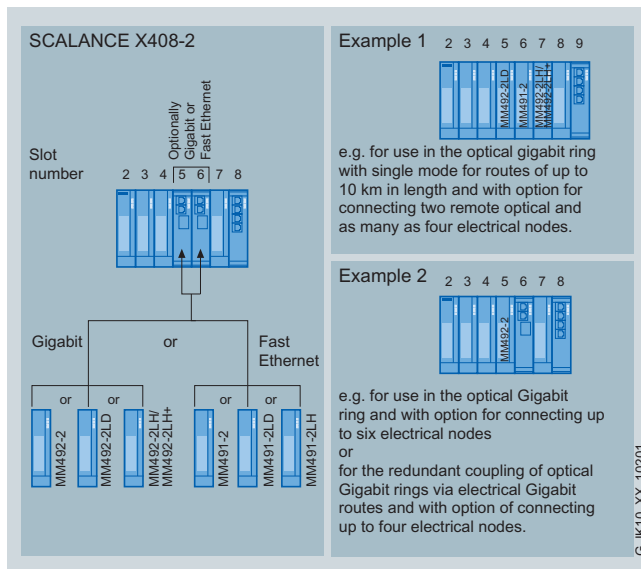 SCALANCE X408-2
Optionally
Gigabit or
Fast Ethernet
Slot
number
2 3 4 5 6 7 8
Gigabit
or
Fast
Ethernet
or or
or or
MM492-2
MM492-2LD
MM492-2LH/
MM492-2LH+
MM491-2
MM491-2LD
MM491-2LH
Example 1
2 3 4 5 6 7 8 9
MM492-2LD
MM491-2
MM492-2LH/
MM492-2LH+
e.g. for use in the optical gigabit ring
with single mode for routes of up to
10 km in length and with option for
connecting two remote optical and
as many as four electrical nodes.
Example 2
2 3 4 5 6 7 8
MM492-2
e.g. for use in the optical Gigabit
ring and with option for connecting up
to six electrical nodes
or
for the redundant coupling of optical
Gigabit rings via electrical Gigabit
routes and with option of connecting
up to four electrical nodes.
G_IK10_XX_10201